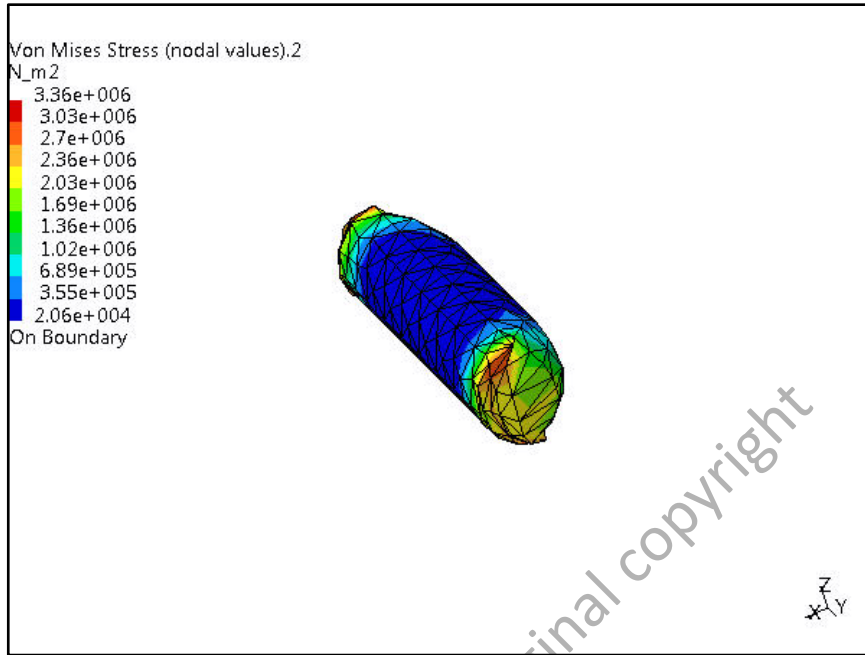 Von Mises Stress (nodal values).2
N_m2
3.36e+006
3.03e+006
2.7e+006
2.36e+006
2.03e+006
1.69e+006
1.36e+006
1.02e+006
6.89e+005
3.55e+005
2.06e+004
On Boundary
copyright
Z
X
Y